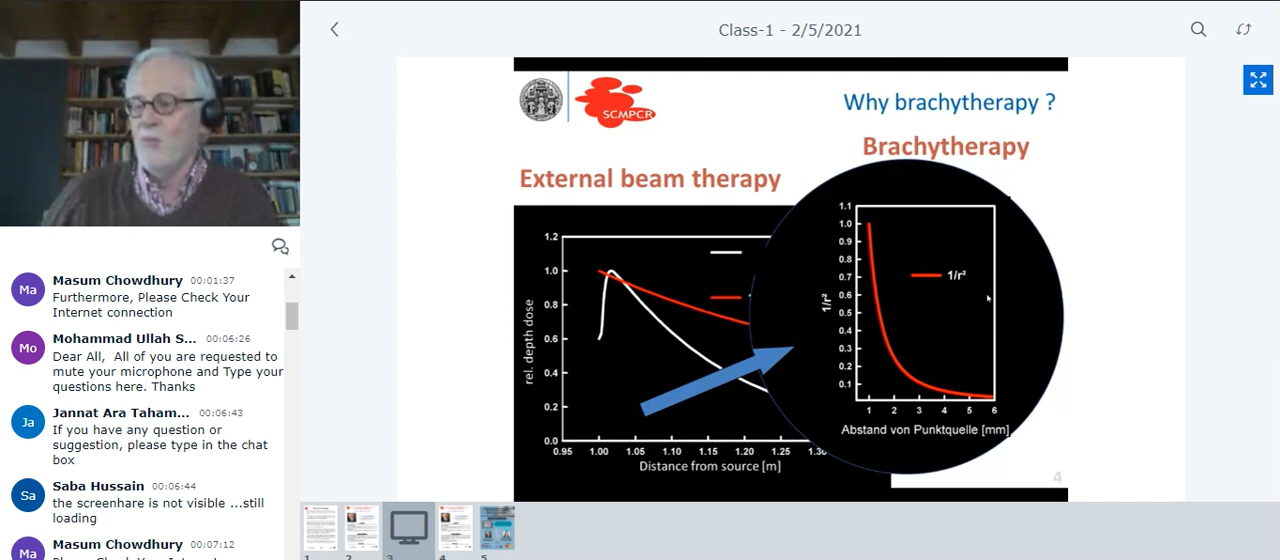 Class-1 - 2/5/2021
SCMPCR
Why brachytherapy ?
Brachytherapy
External beam therapy
1.2
1.0
0.8
0.6
0.4
0.2
0.0
rel. depth dose
0.95 1.00 1.05 1.10 1.15 1.20 1.25 1.30
Distance from source [m]
1.1
1.0
0.9
0.8
0.7
0.6
0.5
0.4
0.3
0.2
0.1
1/r²
1/r²
1 2 3 4 5 6
Abstand von Punktquelle [mm]
4
Ma
Masum Chowdhury 00:01:37
Furthermore, Please Check Your
Internet connection
Mo
Mohammad Ullah S... 00:06:26
Dear All, All of you are requested to
mute your microphone and Type your
questions here. Thanks
Ja
Jannat Ara Taham... 00:06:43
If you have any question or
suggestion, please type in the chat
box
Sa
Saba Hussain 00:06:44
the screenhare is not visible ...still
loading
Ma
Masum Chowdhury 00:07:12
1 2 3 4 5